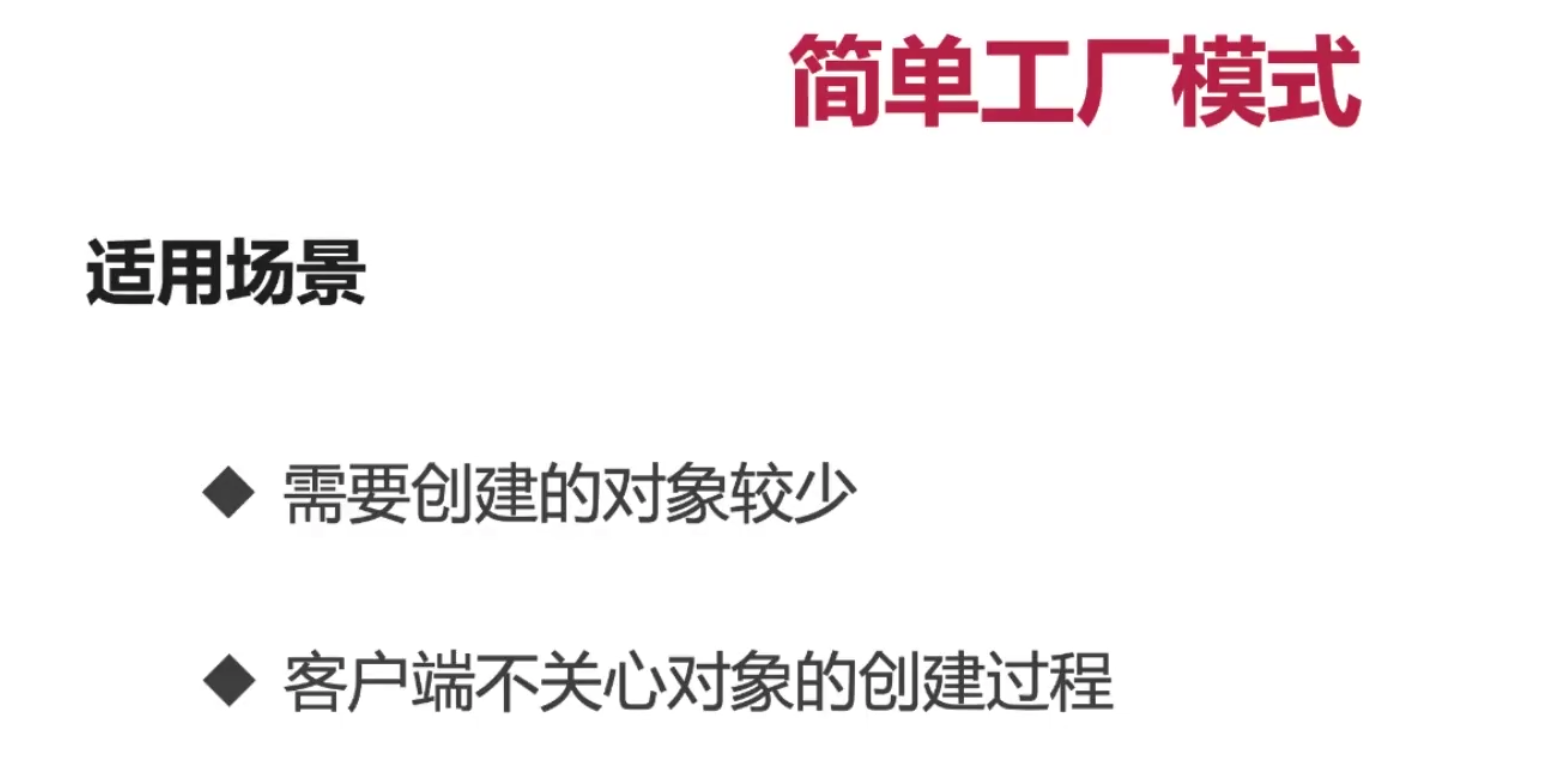 简单工厂模式
适用场景
◆ 需要创建的对象较少
◆ 客户端不关心对象的创建过程